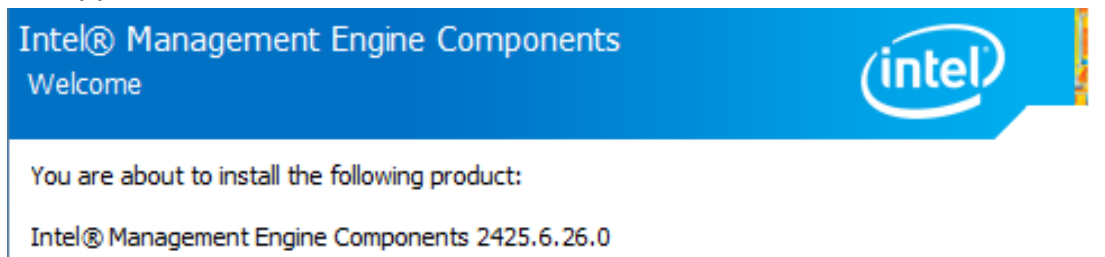 Intel® Management Engine Components
Welcome
intel
You are about to install the following product:
Intel® Management Engine Components 2425.6.26.0